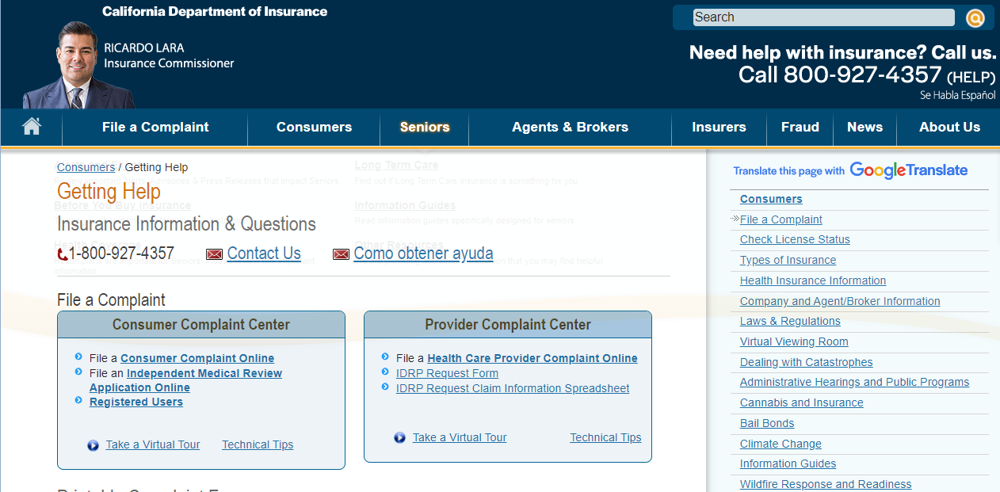 California Department of Insurance
RICARDO LARA
Insurance Commissioner
Search
Need help with insurance? Call us.
Call 800-927-4357 (HELP)
Se Habla Español
File a Complaint
Consumers
Seniors
Agents & Brokers
Insurers
Fraud
News
About Us
Consumers / Getting Help
Long Term Care
Press Releases that impact Seniors.
Find out if Long Term Care insurance is something for you.
Getting Help
Before You Buy Insurance
Information Guides
Read information guides specifically designed for seniors.
Insurance Information & Questions
Health Coverage
Other Resources
1-800-927-4357
Contact Us
Como obtener ayuda
that you may find helpful
information.
File a Complaint
Consumer Complaint Center
File a Consumer Complaint Online
File an Independent Medical Review
Application Online
Registered Users
Take a Virtual Tour
Technical Tips
Provider Complaint Center
File a Health Care Provider Complaint Online
IDRP Request Form
IDRP Request Claim Information Spreadsheet
Take a Virtual Tour
Technical Tips
Translate this page with Google Translate
Consumers
File a Complaint
Check License Status
Types of Insurance
Health Insurance Information
Company and Agent/Broker Information
Laws & Regulations
Virtual Viewing Room
Dealing with Catastrophes
Administrative Hearings and Public Programs
Cannabis and Insurance
Bail Bonds
Climate Change
Information Guides
Wildfire Response and Readiness